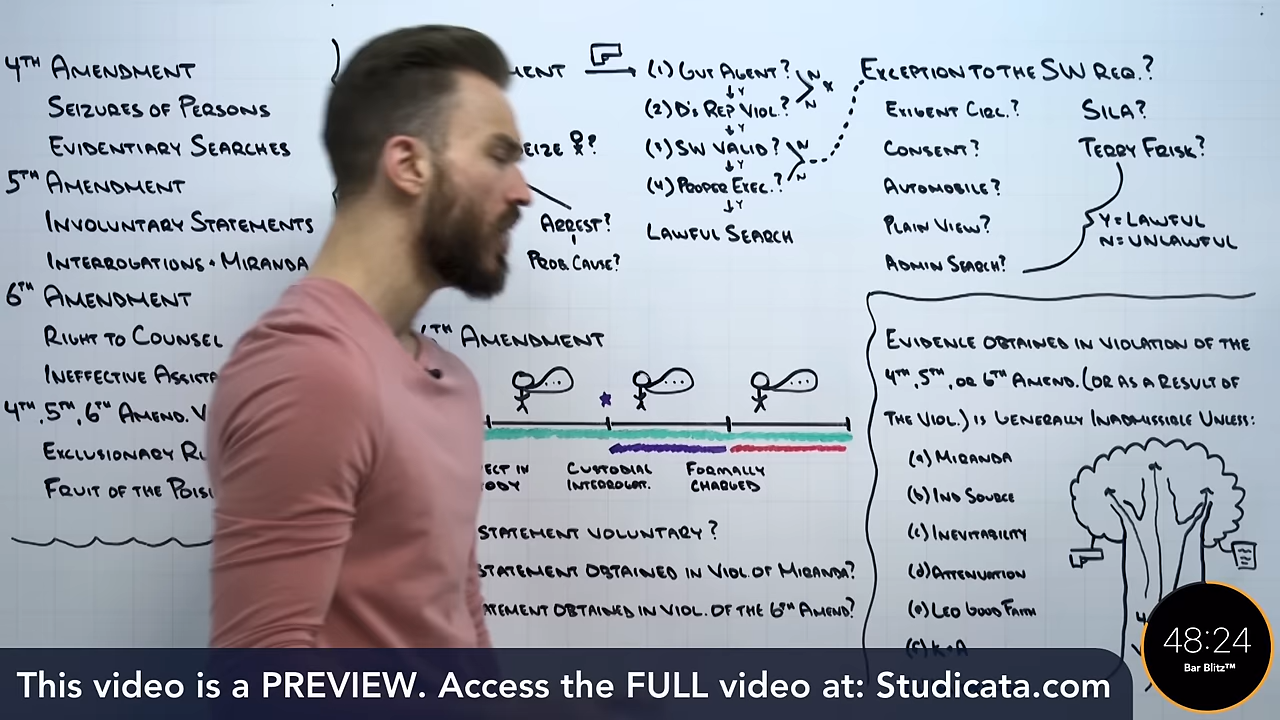 4TH AMENDMENT
SEIZURES OF PERSONS
EVIDENTIARY SEARCHES
5TH AMENDMENT
INVOLUNTARY STATEMENTS
INTERROGATIONS + MIRANDA
6TH AMENDMENT
RIGHT TO COUNSEL
INEFFECTIVE
4TH, 5TH, 6TH AMEND.
EXCLUSIONARY
FRUIT OF THE
ARREST?
PROB. CAUSE?
(1) GVT AGENT? N
Y
(2) D'S REP VIOL.? N
Y
(3) SW VALID? N
Y
(4) PROPER EXEC.? N
Y
LAWFUL SEARCH
EXCEPTION TO THE SW REQ.?
EXIGENT CIRC.?
CONSENT?
AUTOMOBILE?
PLAIN VIEW?
ADMIN SEARCH?
SILA?
TERRY FRISK?
Y=LAWFUL
N=UNLAWFUL
AMENDMENT
CUSTODIAL
INTERROGAT.
FORMALLY
CHARGED
STATEMENT VOLUNTARY?
STATEMENT OBTAINED IN VIOL. OF MIRANDA?
OBTAINED IN VIOL. OF THE 6TH AMEND?
EVIDENCE OBTAINED IN VIOLATION OF THE
4TH, 5TH, OR 6TH AMEND. (OR AS A RESULT OF
THE VIOL.) IS GENERALLY INADMISSIBLE UNLESS:
(a) MIRANDA
(b) IND SOURCE
(c) INEVITABILITY
(d) ATTENUATION
(e) LEO GOOD FAITH
(f) K+A
48:24
Bar Blitz™
This video is a PREVIEW. Access the FULL video at: Studicata.com